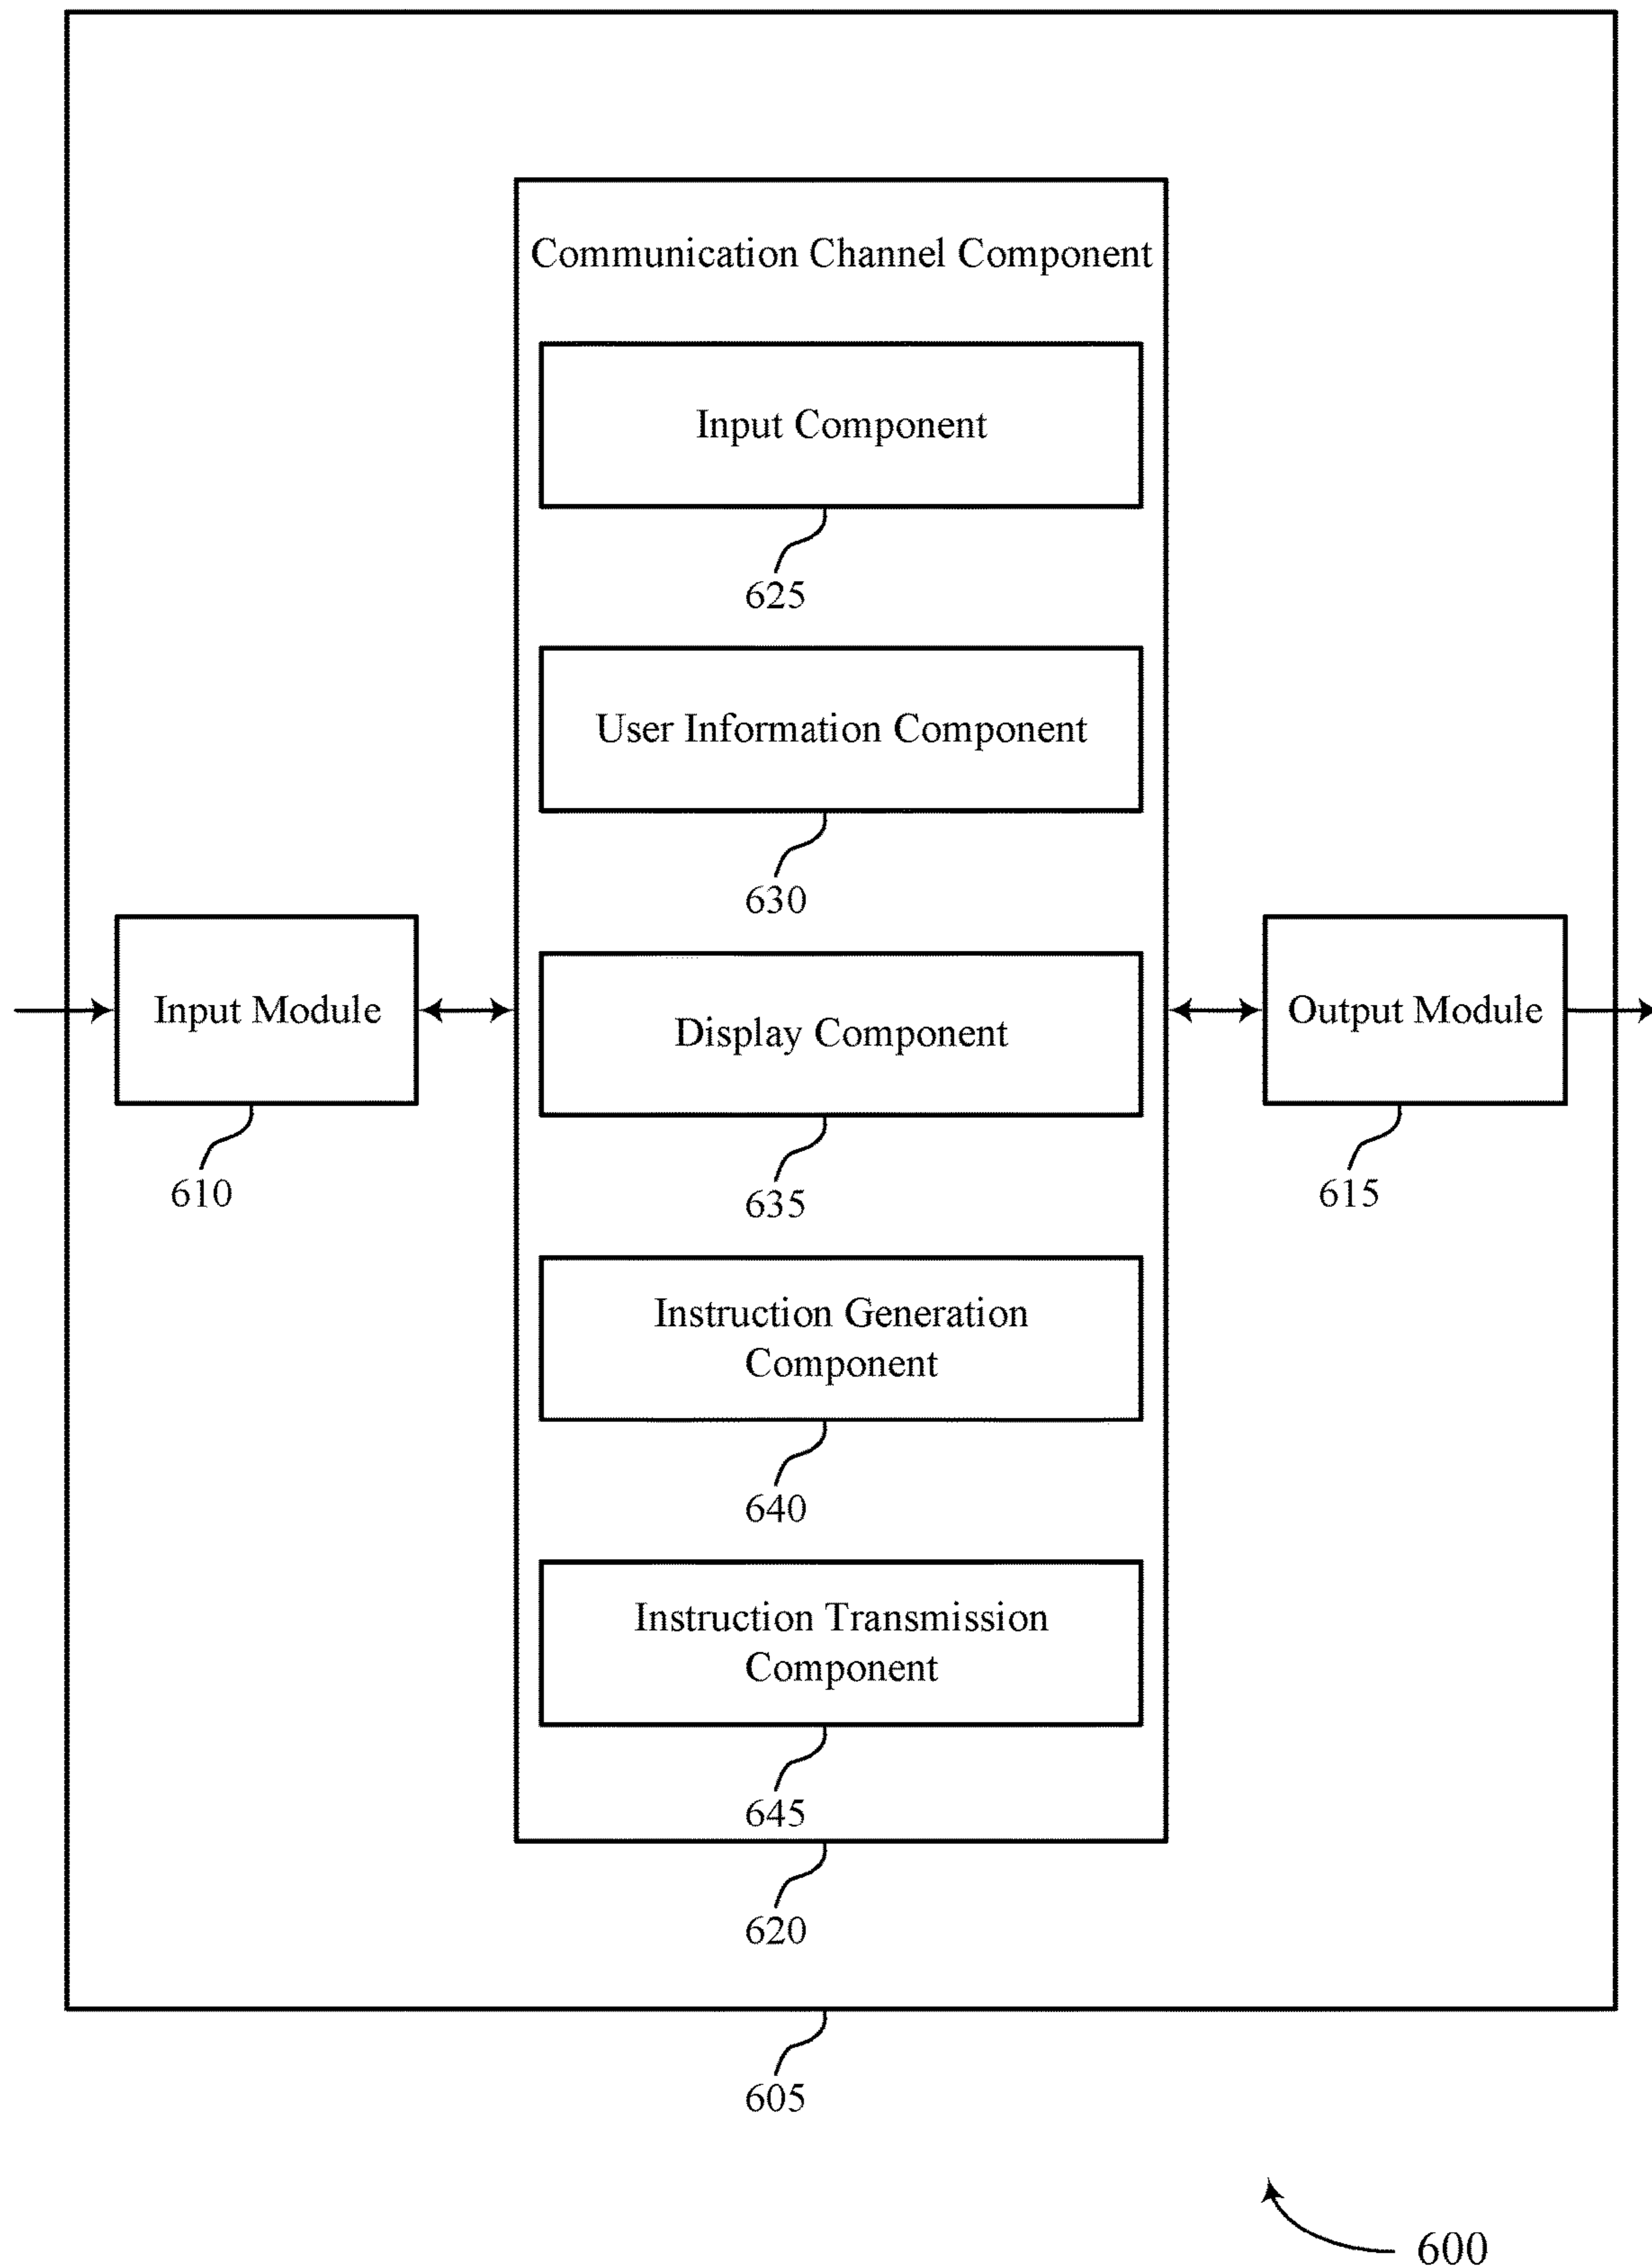 Communication Channel Component
Input Component
625
User Information Component
630
Input Module
610
Display Component
635
Output Module
615
Instruction Generation
Component
640
Instruction Transmission
Component
645
620
605
600